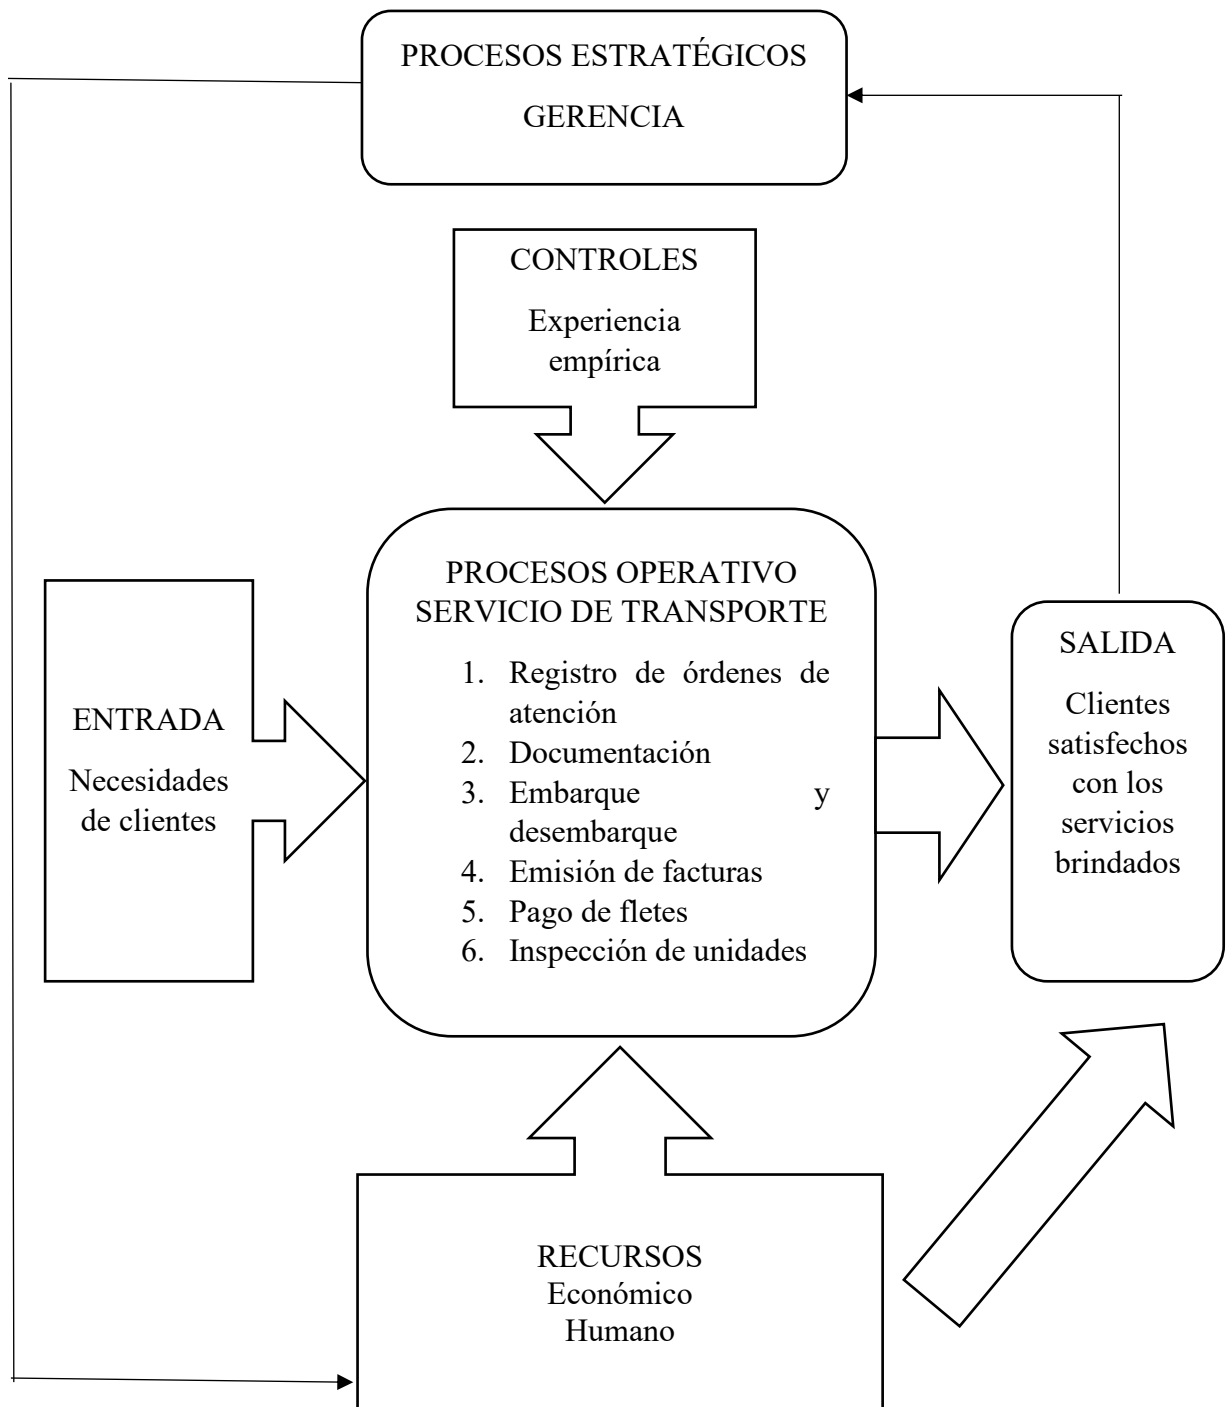 PROCESOS ESTRATÉGICOS
GERENCIA
CONTROLES
Experiencia
empírica
PROCESOS OPERATIVO
SERVICIO DE TRANSPORTE
1. Registro de órdenes de
atención
2. Documentación
3. Embarque y
desembarque
4. Emisión de facturas
5. Pago de fletes
6. Inspección de unidades
ENTRADA
Necesidades
de clientes
SALIDA
Clientes
satisfechos
con los
servicios
brindados
RECURSOS
Económico
Humano